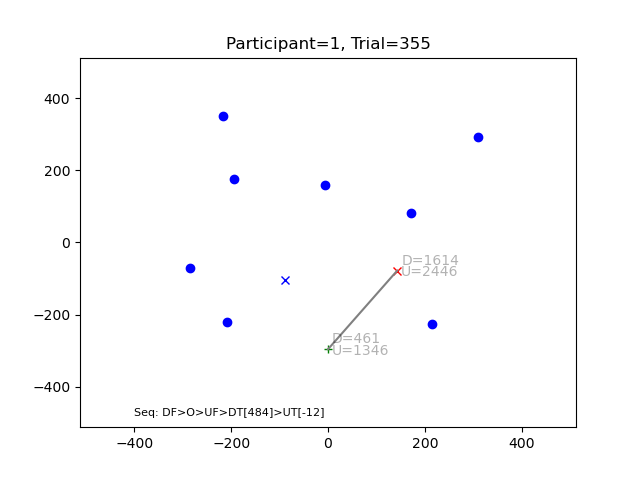 Participant=1, Trial=355
400
200
0
−200
−400
D=1614
U=2446
D=461
U=1346
Seq: DF>O>UF>DT[484]>UT[-12]
−400
−200
0
200
400